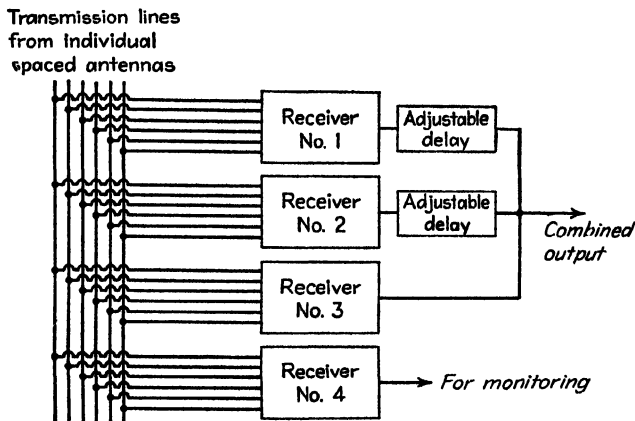 Transmission lines
from individual
spaced antennas
Receiver
No. 1
Adjustable
delay
Receiver
No. 2
Adjustable
delay
Combined
output
Receiver
No. 3
Receiver
No. 4
For monitoring